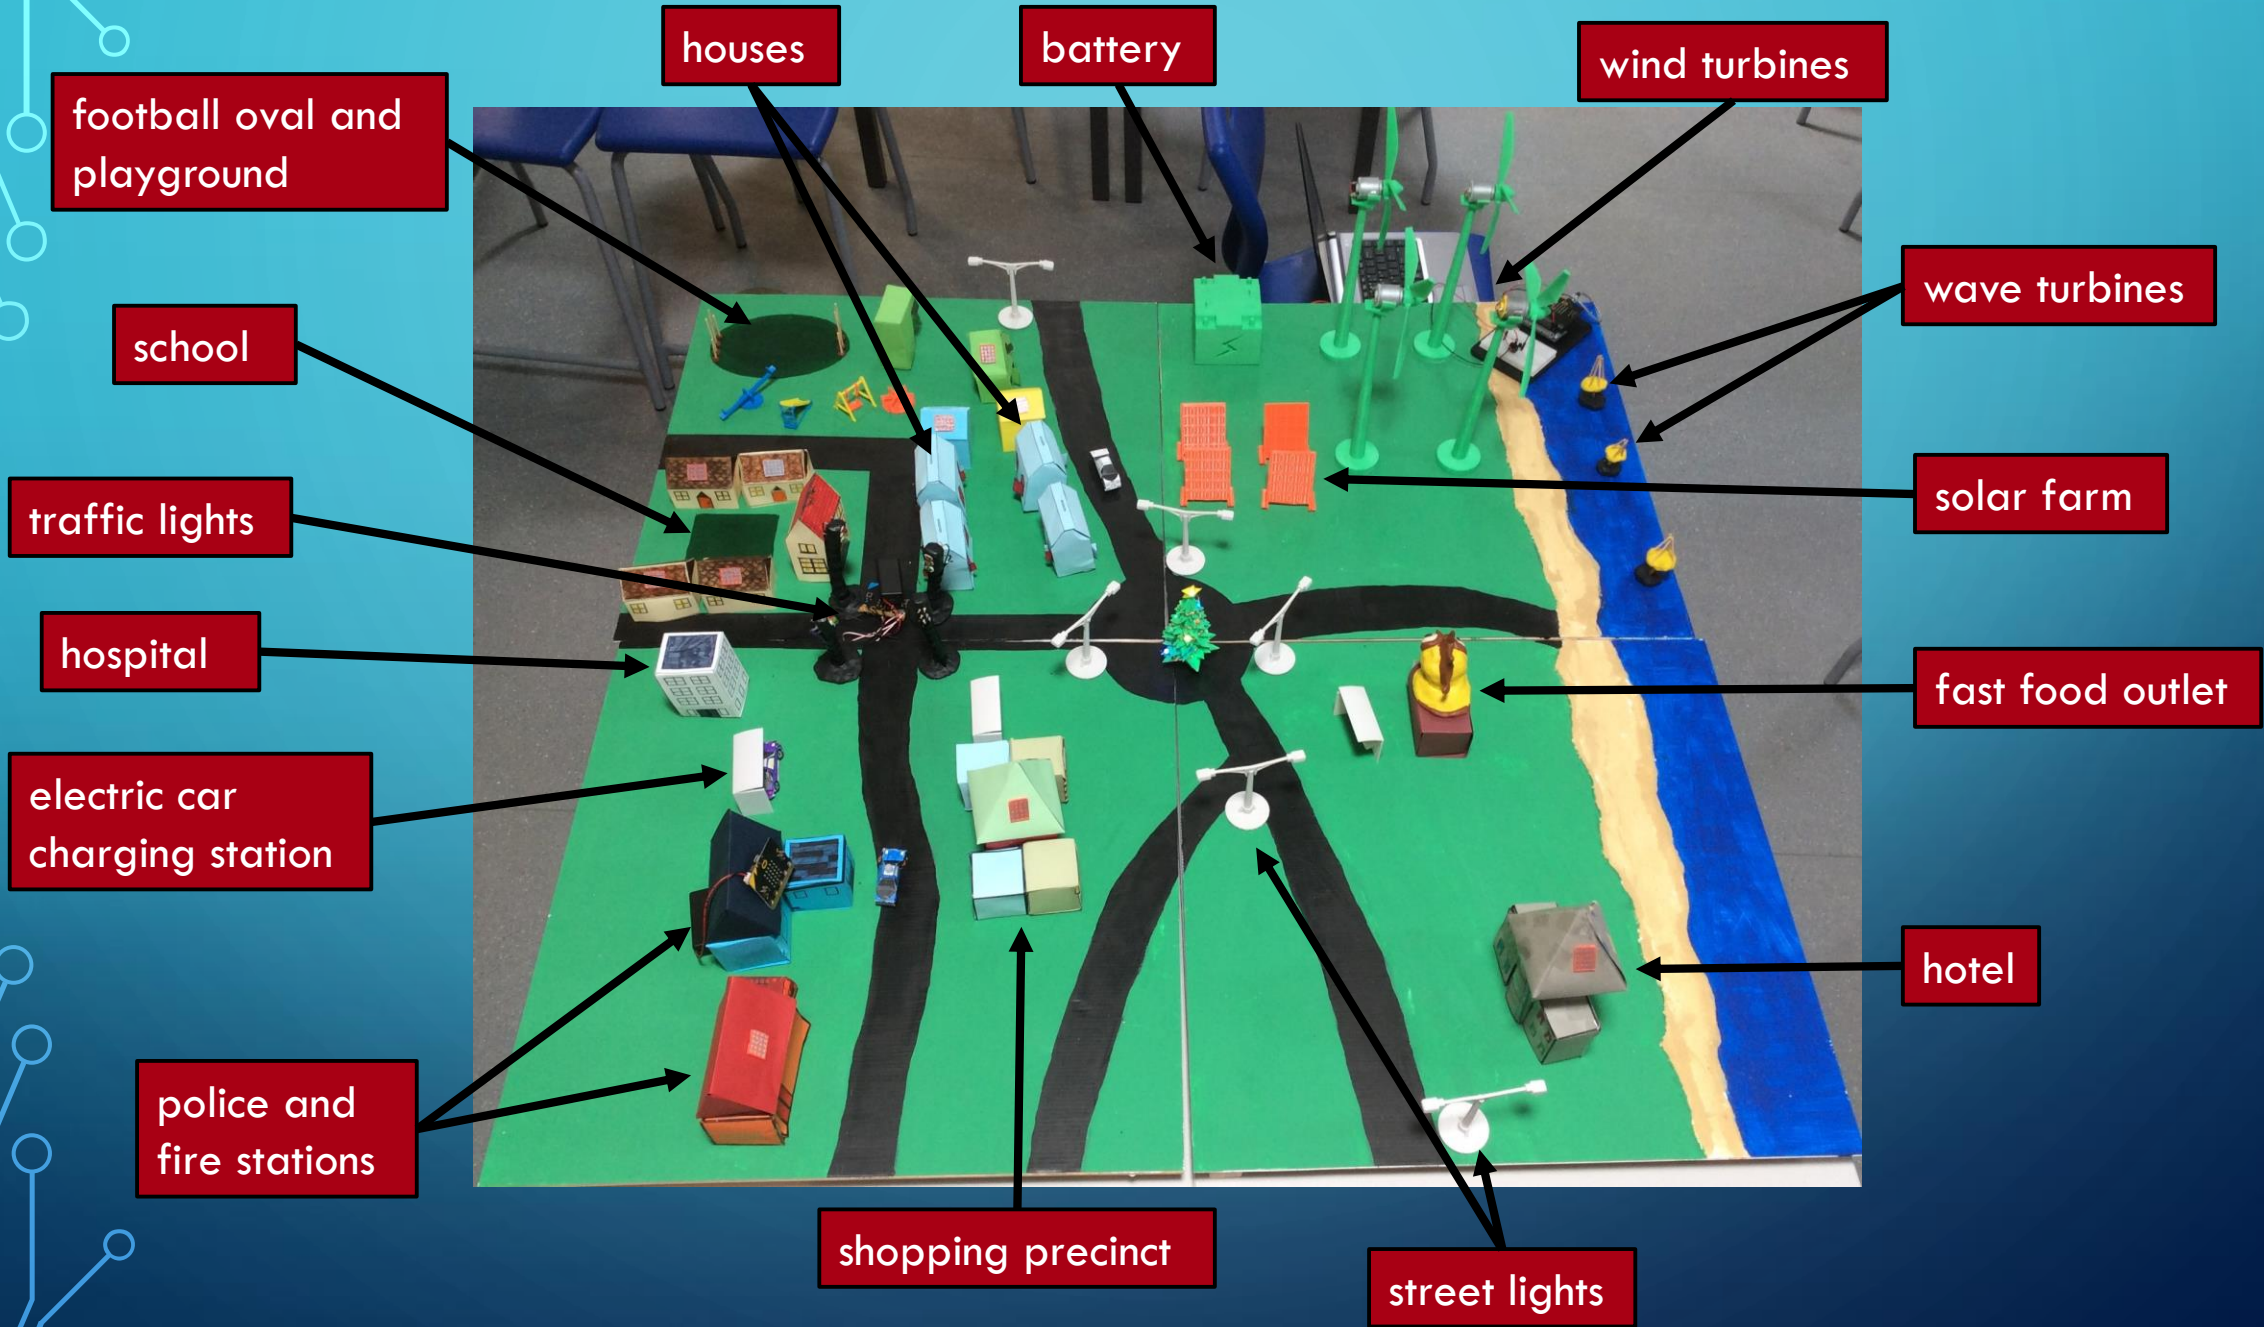 houses
battery
wind turbines
football oval and
playground
wave turbines
school
solar farm
traffic lights
hospital
fast food outlet
electric car
charging station
hotel
police and
fire stations
shopping precinct
street lights